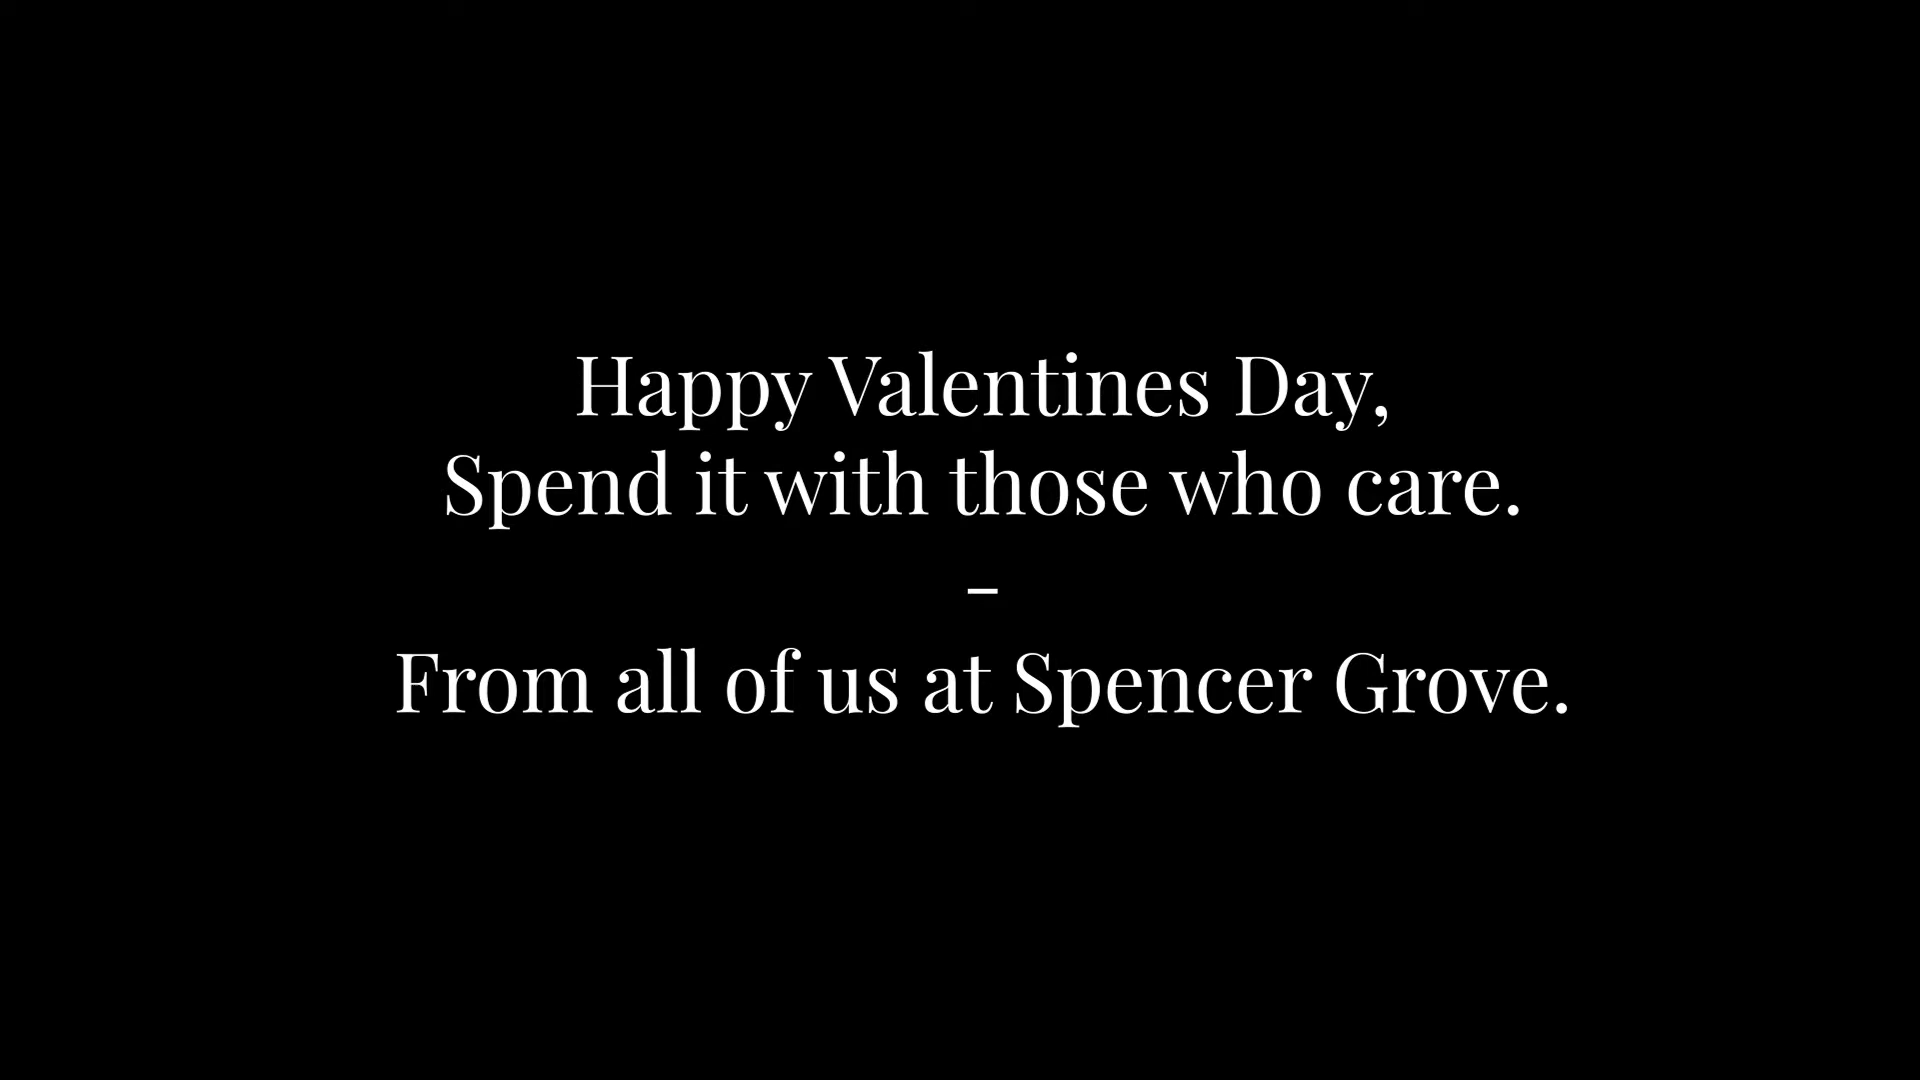 Happy Valentines Day,
Spend it with those who care.
–
From all of us at Spencer Grove.